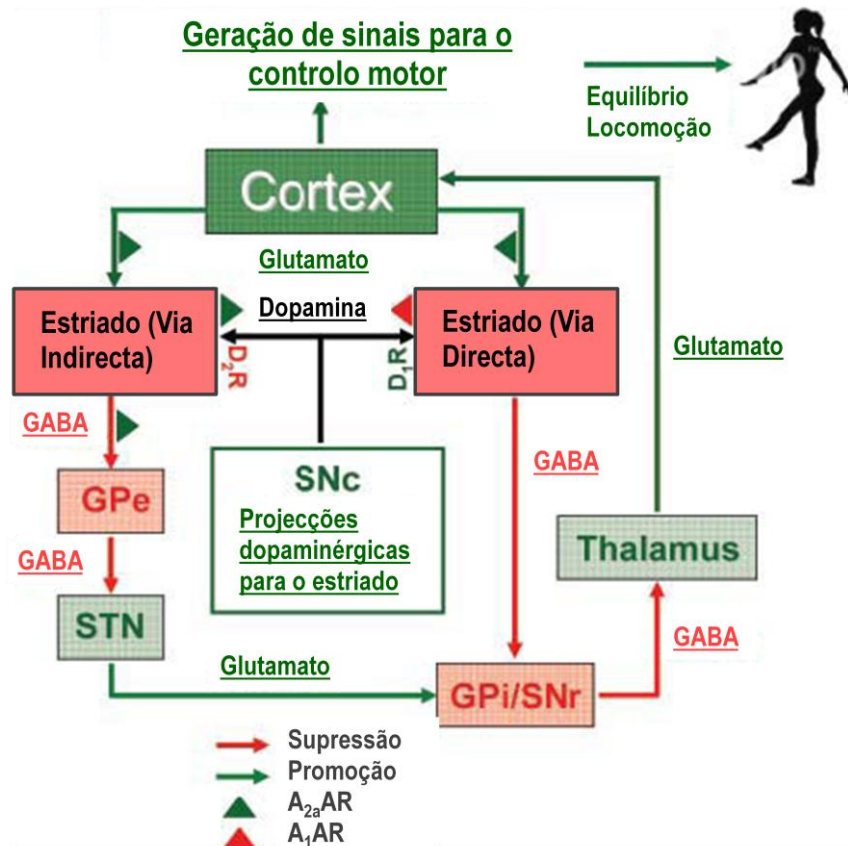 Geração de sinais para o
controlo motor
Equilíbrio
Locomoção
Cortex
Glutamato
Estriado (Via
Indirecta)
Dopamina
Estriado (Via
Directa)
D₂R
D₁R
Glutamato
GABA
GABA
SNc
Projecções
dopaminérgicas
para o estriado
GPe
GABA
Thalamus
STN
GABA
Glutamato
GPi/SNr
Supressão
Promoção
A₂ₐAR
A₁AR